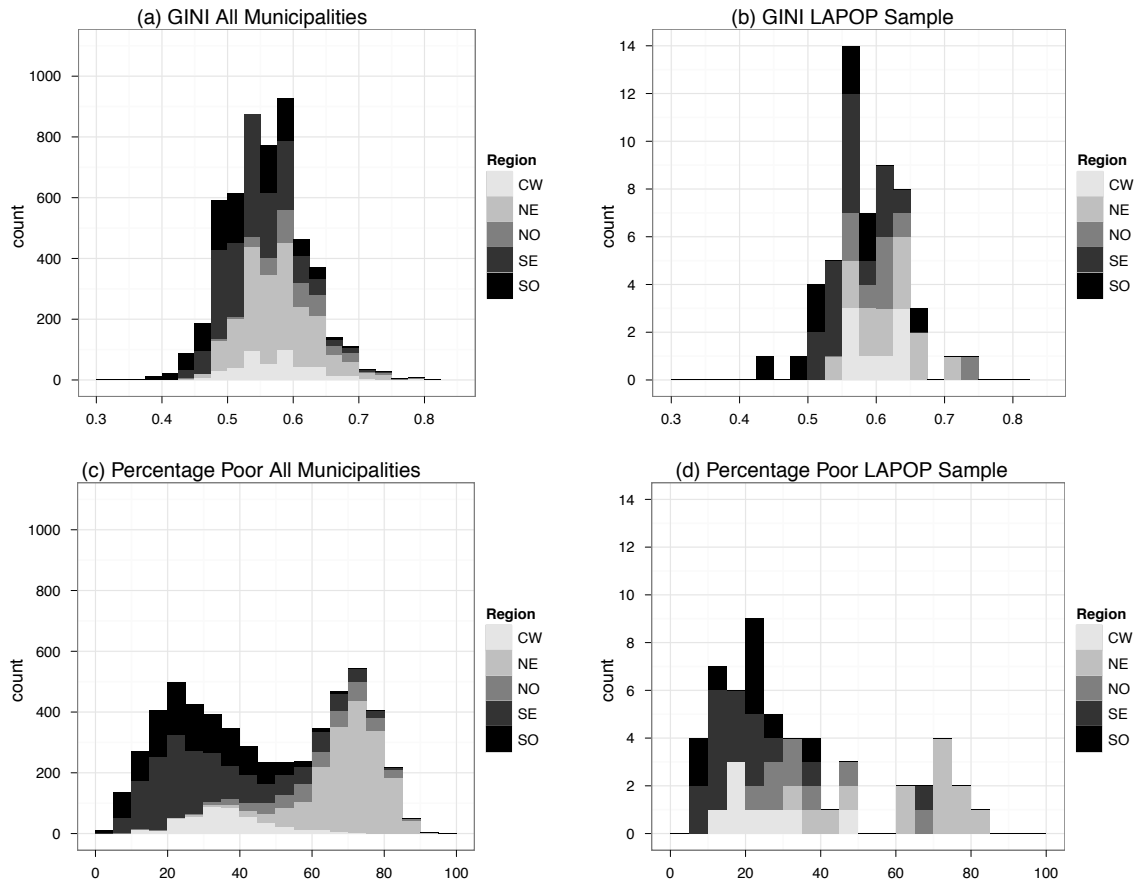 (a) GINI All Municipalities
count
1000
800
600
400
200
0
0.3 0.4 0.5 0.6 0.7 0.8
Region
CW
NE
NO
SE
SO
(b) GINI LAPOP Sample
count
14
12
10
8
6
4
2
0
0.3 0.4 0.5 0.6 0.7 0.8
Region
CW
NE
NO
SE
SO
(c) Percentage Poor All Municipalities
count
1000
800
600
400
200
0
0 20 40 60 80 100
Region
CW
NE
NO
SE
SO
(d) Percentage Poor LAPOP Sample
count
14
12
10
8
6
4
2
0
0 20 40 60 80 100
Region
CW
NE
NO
SE
SO